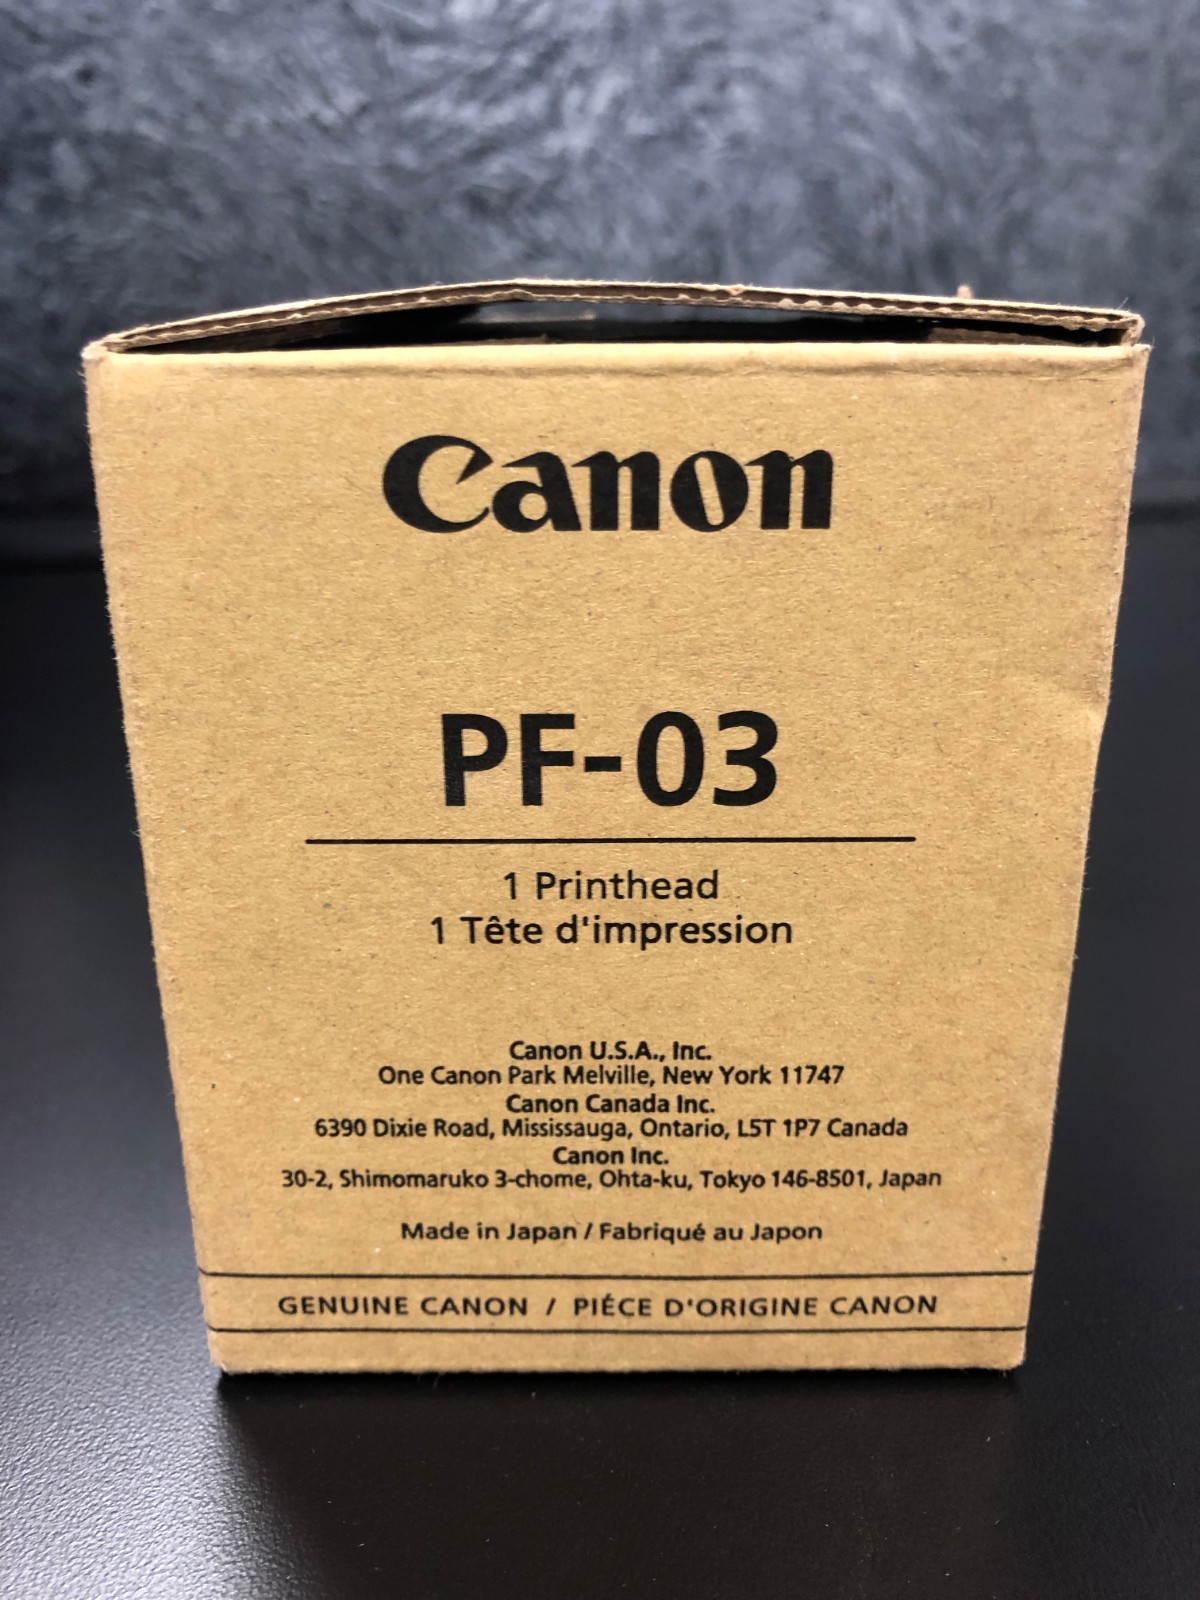 Canon
PF-03
1 Printhead
1 Tête d'impression
Canon U.S.A., Inc.
One Canon Park Melville, New York 11747
Canon Canada Inc.
6390 Dixie Road, Mississauga, Ontario, L5T 1P7 Canada
Canon Inc.
30-2, Shimomaruko 3-chome, Ohta-ku, Tokyo 146-8501, Japan
Made in Japan / Fabriqué au Japon
GENUINE CANON / PIÉCE D'ORIGINE CANON